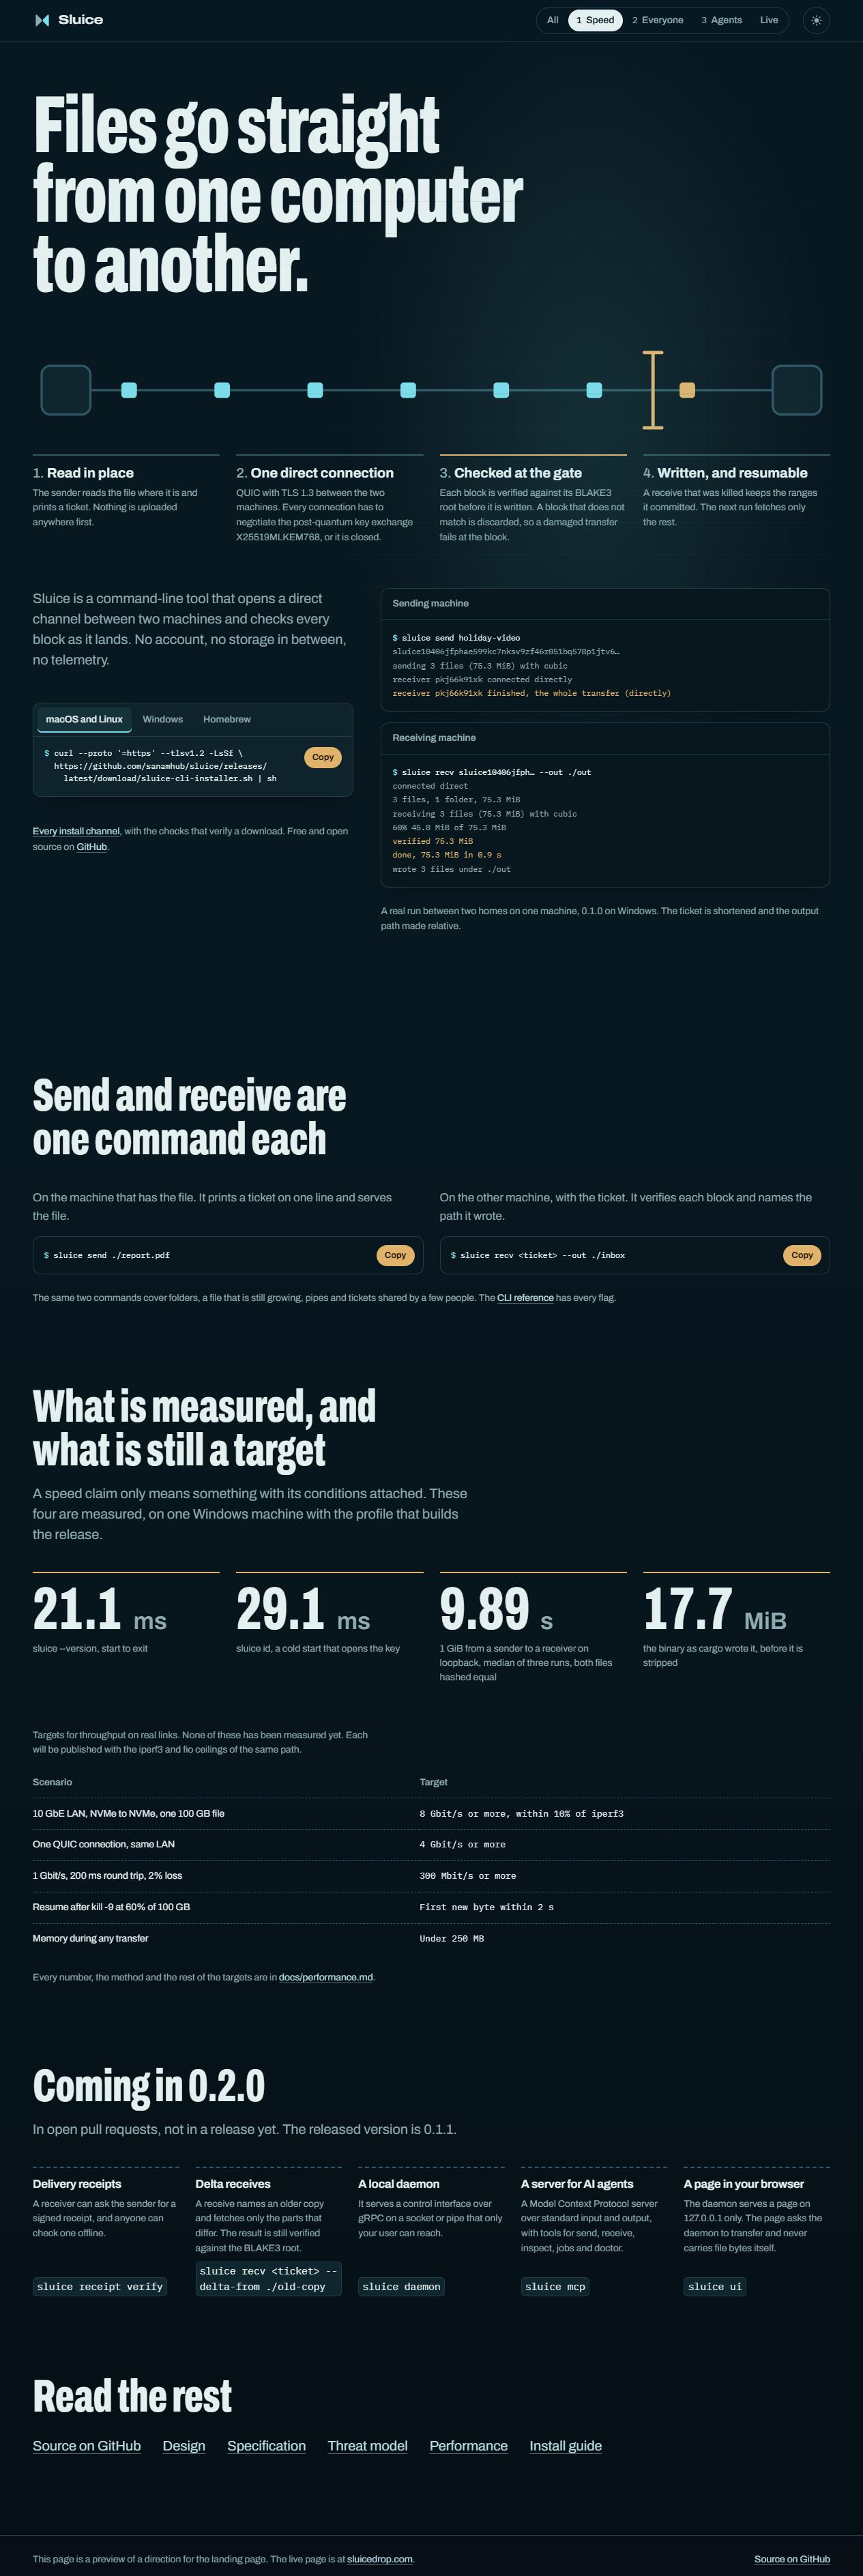 Sluice
All
1 Speed
2 Everyone
3 Agents
Live
Files go straight
from one computer
to another.
1. Read in place
The sender reads the file where it is and
prints a ticket. Nothing is uploaded
anywhere first.
2. One direct connection
QUIC with TLS 1.3 between the two
machines. Every connection has to
negotiate the post-quantum key exchange
X25519MLKEM768, or it is closed.
3. Checked at the gate
Each block is verified against its BLAKE3
root before it is written. A block that does not
match is discarded, so a damaged transfer
fails at the block.
4. Written, and resumable
A receive that was killed keeps the ranges
it committed. The next run fetches only
the rest.
Sluice is a command-line tool that opens a direct
channel between two machines and checks every
block as it lands. No account, no storage in between,
no telemetry.
macOS and Linux
Windows
Homebrew
$ curl --proto '=https' --tlsv1.2 -LsSf \
https://github.com/sanamhub/sluice/releases/
latest/download/sluice-cli-installer.sh | sh
Copy
Every install channel, with the checks that verify a download. Free and open
source on GitHub.
Sending machine
$ sluice send holiday-video
sending 3 files (75.3 MiB) with cubic
receiver pkj66k91xk connected directly
receiver pkj66k91xk finished, the whole transfer (directly)
Receiving machine
$ sluice recv sluice10406jfph… --out ./out
connected direct
3 files, 1 folder, 75.3 MiB
receiving 3 files (75.3 MiB) with cubic
60% 45.0 MiB of 75.3 MiB
verified 75.3 MiB
done, 75.3 MiB in 0.9 s
wrote 3 files under ./out
A real run between two homes on one machine, 0.1.0 on Windows. The ticket is shortened and the output
path made relative.
Send and receive are
one command each
On the machine that has the file. It prints a ticket on one line and serves
the file.
$ sluice send ./report.pdf
Copy
On the other machine, with the ticket. It verifies each block and names the
path it wrote.
$ sluice recv <ticket> --out ./inbox
Copy
The same two commands cover folders, a file that is still growing, pipes and tickets shared by a few people. The CLI reference has every flag.
What is measured, and
what is still a target
A speed claim only means something with its conditions attached. These
four are measured, on one Windows machine with the profile that builds
the release.
21.1 ms
sluice --version, start to exit
29.1 ms
sluice id, a cold start that opens the key
9.89 s
1 GiB from a sender to a receiver on
loopback, median of three runs, both files
hashed equal
17.7 MiB
the binary as cargo wrote it, before it is
stripped
Targets for throughput on real links. None of these has been measured yet. Each
will be published with the iperf3 and fio ceilings of the same path.
Scenario Target
10 GbE LAN, NVMe to NVMe, one 100 GB file 8 Gbit/s or more, within 10% of iperf3
One QUIC connection, same LAN 4 Gbit/s or more
1 Gbit/s, 200 ms round trip, 2% loss 300 Mbit/s or more
Resume after kill -9 at 60% of 100 GB First new byte within 2 s
Memory during any transfer Under 250 MB
Every number, the method and the rest of the targets are in docs/performance.md.
Coming in 0.2.0
In open pull requests, not in a release yet. The released version is 0.1.1.
Delivery receipts
A receiver can ask the sender for a
signed receipt, and anyone can
check one offline.
sluice receipt verify
Delta receives
A receive names an older copy
and fetches only the parts that
differ. The result is still verified
against the BLAKE3 root.
sluice recv <ticket> --
delta-from ./old-copy
A local daemon
It serves a control interface over
gRPC on a socket or pipe that only
your user can reach.
sluice daemon
A server for AI agents
A Model Context Protocol server
over standard input and output,
with tools for send, receive,
inspect, jobs and doctor.
sluice mcp
A page in your browser
The daemon serves a page on
127.0.0.1 only. The page asks the
daemon to transfer and never
carries file bytes itself.
sluice ui
Read the rest
Source on GitHub
Design
Specification
Threat model
Performance
Install guide
This page is a preview of a direction for the landing page. The live page is at sluicedrop.com.
Source on GitHub